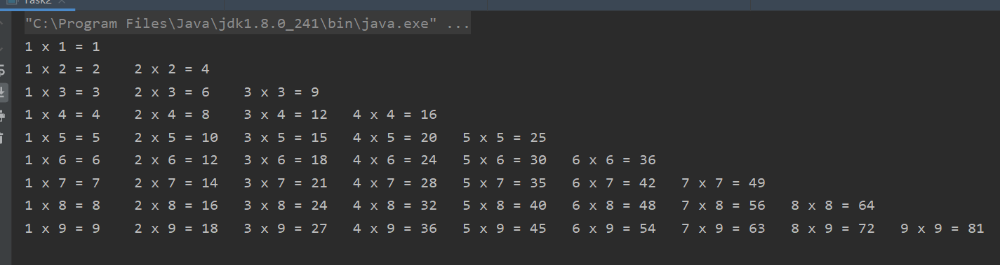 Task2
"C:\Program Files\Java\jdk1.8.0_241\bin\java.exe" ...
1 x 1 = 1
1 x 2 = 2    2 x 2 = 4
1 x 3 = 3    2 x 3 = 6    3 x 3 = 9
1 x 4 = 4    2 x 4 = 8    3 x 4 = 12   4 x 4 = 16
1 x 5 = 5    2 x 5 = 10   3 x 5 = 15   4 x 5 = 20   5 x 5 = 25
1 x 6 = 6    2 x 6 = 12   3 x 6 = 18   4 x 6 = 24   5 x 6 = 30   6 x 6 = 36
1 x 7 = 7    2 x 7 = 14   3 x 7 = 21   4 x 7 = 28   5 x 7 = 35   6 x 7 = 42   7 x 7 = 49
1 x 8 = 8    2 x 8 = 16   3 x 8 = 24   4 x 8 = 32   5 x 8 = 40   6 x 8 = 48   7 x 8 = 56   8 x 8 = 64
1 x 9 = 9    2 x 9 = 18   3 x 9 = 27   4 x 9 = 36   5 x 9 = 45   6 x 9 = 54   7 x 9 = 63   8 x 9 = 72   9 x 9 = 81